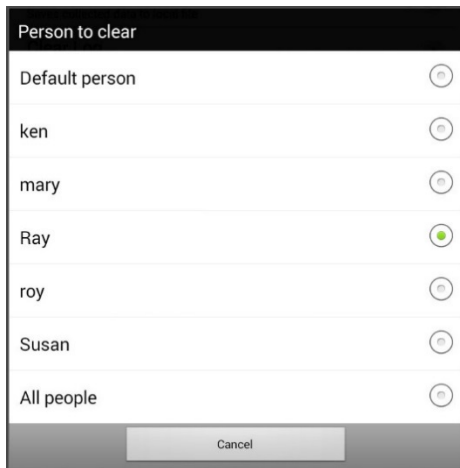 Person to clear
Default person
ken
mary
Ray
roy
Susan
All people
Cancel